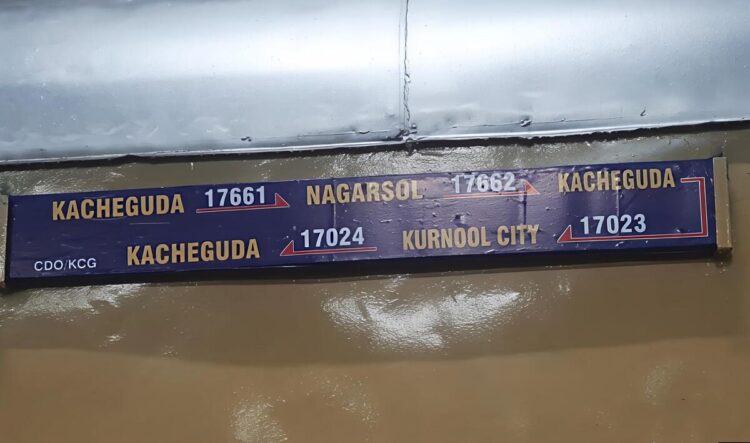 KACHEGUDA 17661 NAGARSOL 17662 KACHEGUDA
CDO/KCG KACHEGUDA 17024 KURNOOL CITY 17023